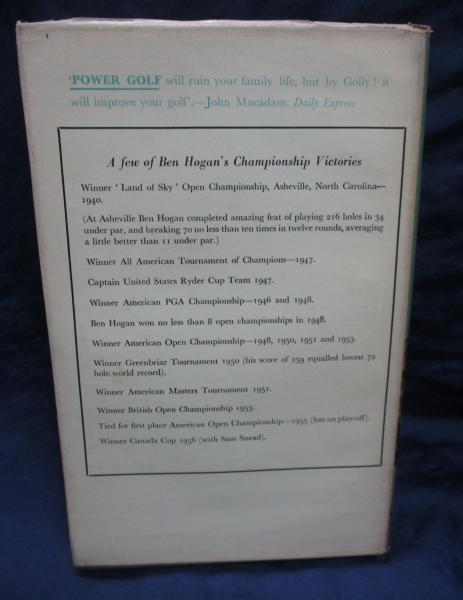 'POWER GOLF will ruin your family life, but by Golly! it
will improve your golf'.—John Macadam, Daily Express
A few of Ben Hogan's Championship Victories
Winner 'Land of Sky' Open Championship, Asheville, North Carolina—
1940.
(At Asheville Ben Hogan completed amazing feat of playing 216 holes in 34
under par, and breaking 70 no less than ten times in twelve rounds, averaging
a little better than 11 under par.)
Winner All American Tournament of Champions—1947.
Captain United States Ryder Cup Team 1947.
Winner American PGA Championship—1946 and 1948.
Ben Hogan won no less than 8 open championships in 1948.
Winner American Open Championship—1948, 1950, 1951 and 1953.
Winner Greenbriar Tournament 1950 (his score of 259 equalled lowest 72
hole world record).
Winner American Masters Tournament 1951.
Winner British Open Championship 1953.
Tied for first place American Open Championship—1955 (lost on play-off).
Winner Canada Cup 1956 (with Sam Snead).